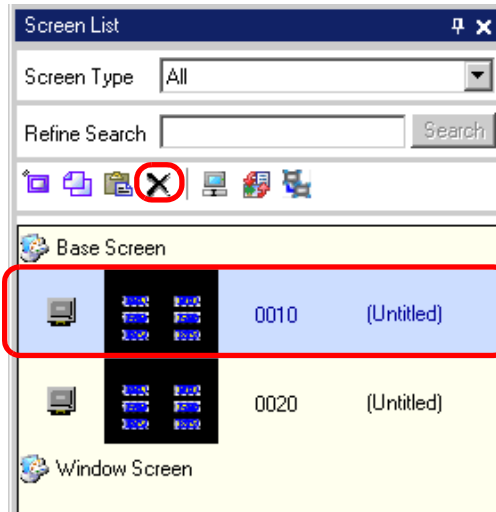 Screen List
Screen Type All
Refine Search Search
Base Screen
0010 (Untitled)
0020 (Untitled)
Window Screen